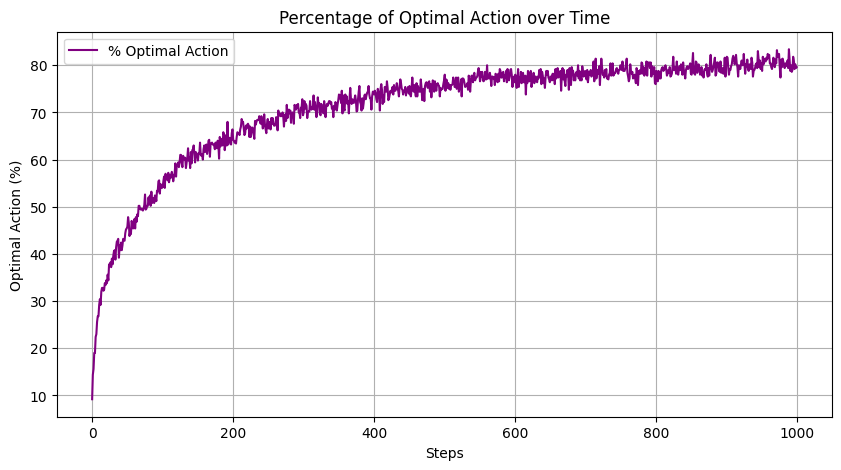 Percentage of Optimal Action over Time
% Optimal Action
Optimal Action (%)
80
70
60
50
40
30
20
10
0 200 400 600 800 1000
Steps